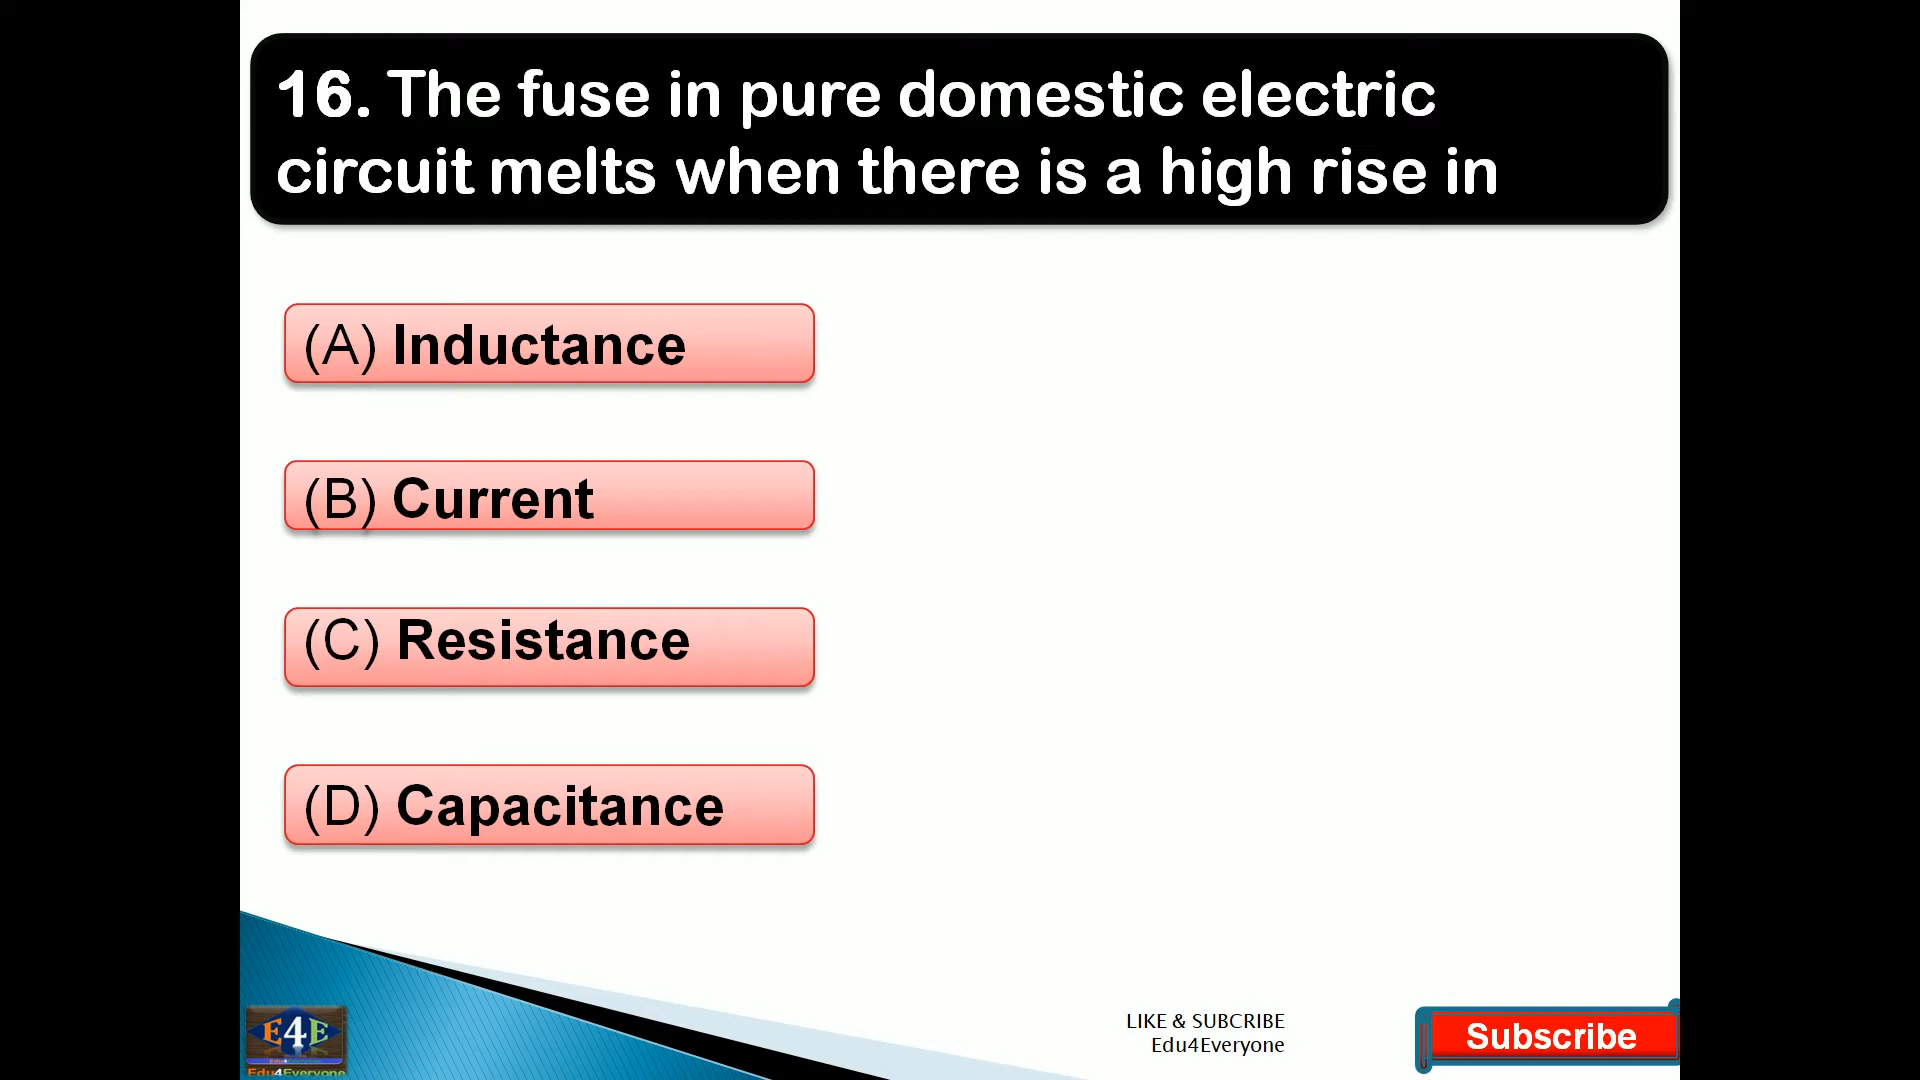 16. The fuse in pure domestic electric
circuit melts when there is a high rise in
(A) Inductance
(B) Current
(C) Resistance
(D) Capacitance
E4E
Edu4Everyone
LIKE & SUBCRIBE
Edu4Everyone
Subscribe